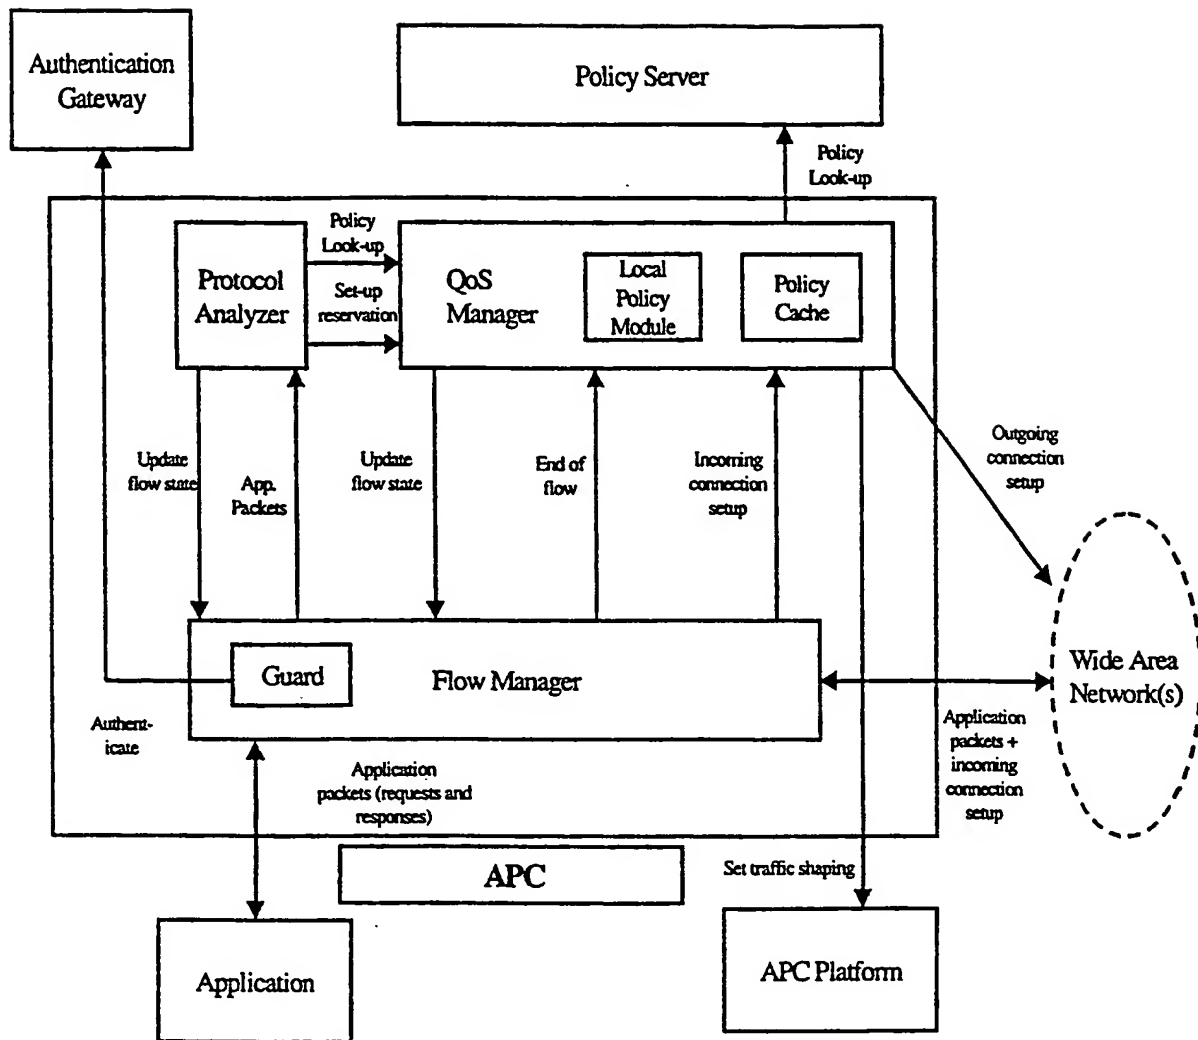 Authentication
Gateway
Policy Server
Policy
Look-up
Policy
Look-up
Protocol
Analyzer
Set-up
reservation
QoS
Manager
Local
Policy
Module
Policy
Cache
Update
flow state
App.
Packets
Update
flow state
End of
flow
Incoming
connection
setup
Outgoing
connection
setup
Guard
Flow Manager
Wide Area
Network(s)
Authent-
icate
Application
packets (requests and
responses)
Application
packets +
incoming
connection
setup
APC
Set traffic shaping
Application
APC Platform